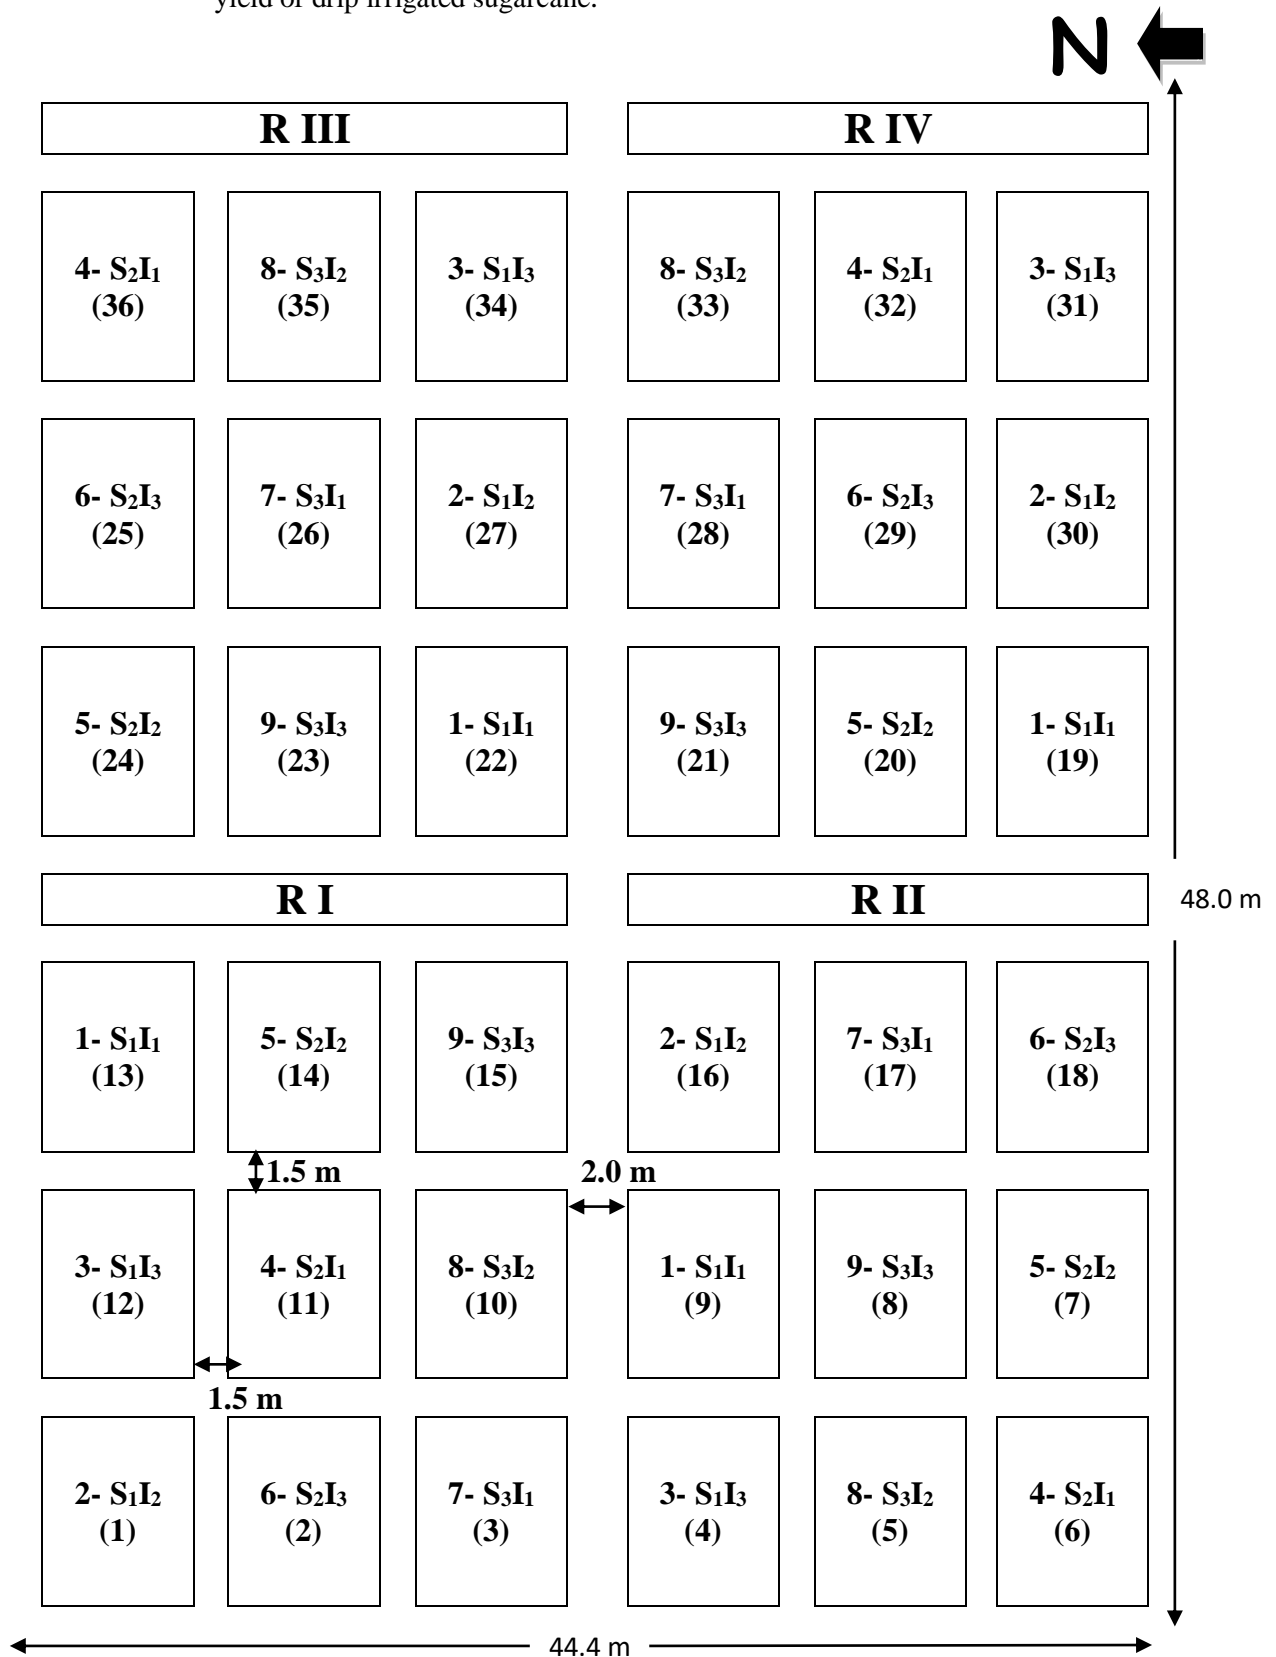 yield of drip irrigated sugarcane.
N
R III R IV
4- S₂I₁ 8- S₃I₂ 3- S₁I₃ 8- S₃I₂ 4- S₂I₁ 3- S₁I₃
(36) (35) (34) (33) (32) (31)
6- S₂I₃ 7- S₃I₁ 2- S₁I₂ 7- S₃I₁ 6- S₂I₃ 2- S₁I₂
(25) (26) (27) (28) (29) (30)
5- S₂I₂ 9- S₃I₃ 1- S₁I₁ 9- S₃I₃ 5- S₂I₂ 1- S₁I₁
(24) (23) (22) (21) (20) (19)
R I R II 48.0 m
1- S₁I₁ 5- S₂I₂ 9- S₃I₃ 2- S₁I₂ 7- S₃I₁ 6- S₂I₃
(13) (14) (15) (16) (17) (18)
1.5 m 2.0 m
3- S₁I₃ 4- S₂I₁ 8- S₃I₂ 1- S₁I₁ 9- S₃I₃ 5- S₂I₂
(12) (11) (10) (9) (8) (7)
1.5 m
2- S₁I₂ 6- S₂I₃ 7- S₃I₁ 3- S₁I₃ 8- S₃I₂ 4- S₂I₁
(1) (2) (3) (4) (5) (6)
44.4 m